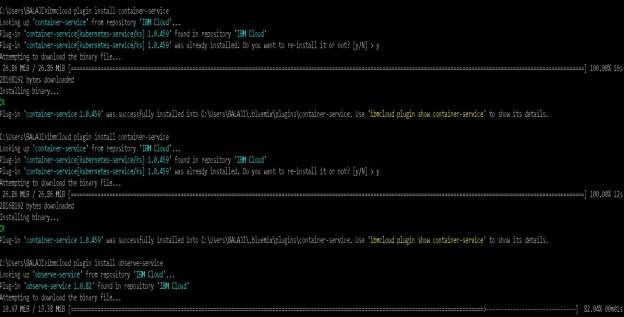 C:\Users\BALAJI>ibmcloud plugin install container-service
Looking up 'container-service' from repository 'IBM Cloud'...
Plug-in 'container-service[kubernetes-service/ks] 1.0.459' found in repository 'IBM Cloud'
Plug-in 'container-service[kubernetes-service/ks] 1.0.459' was already installed. Do you want to re-install it or not? [y/N] > y
Attempting to download the binary file...
26.86 MiB / 26.86 MiB [====================================================================================================================] 100.00% 16s
28168192 bytes downloaded
Installing binary...
OK
Plug-in 'container-service 1.0.459' was successfully installed into C:\Users\BALAJI\.bluemix\plugins\container-service. Use 'ibmcloud plugin show container-service' to show its details.
C:\Users\BALAJI>ibmcloud plugin install container-service
Looking up 'container-service' from repository 'IBM Cloud'...
Plug-in 'container-service[kubernetes-service/ks] 1.0.459' found in repository 'IBM Cloud'
Plug-in 'container-service[kubernetes-service/ks] 1.0.459' was already installed. Do you want to re-install it or not? [y/N] > y
Attempting to download the binary file...
26.86 MiB / 26.86 MiB [====================================================================================================================] 100.00% 12s
28168192 bytes downloaded
Installing binary...
OK
Plug-in 'container-service 1.0.459' was successfully installed into C:\Users\BALAJI\.bluemix\plugins\container-service. Use 'ibmcloud plugin show container-service' to show its details.
C:\Users\BALAJI>ibmcloud plugin install observe-service
Looking up 'observe-service' from repository 'IBM Cloud'...
Plug-in 'observe-service 1.0.82' found in repository 'IBM Cloud'
Attempting to download the binary file...
MiB / MiB [=============================================================================================>--------------------] 82.04% 00m01s